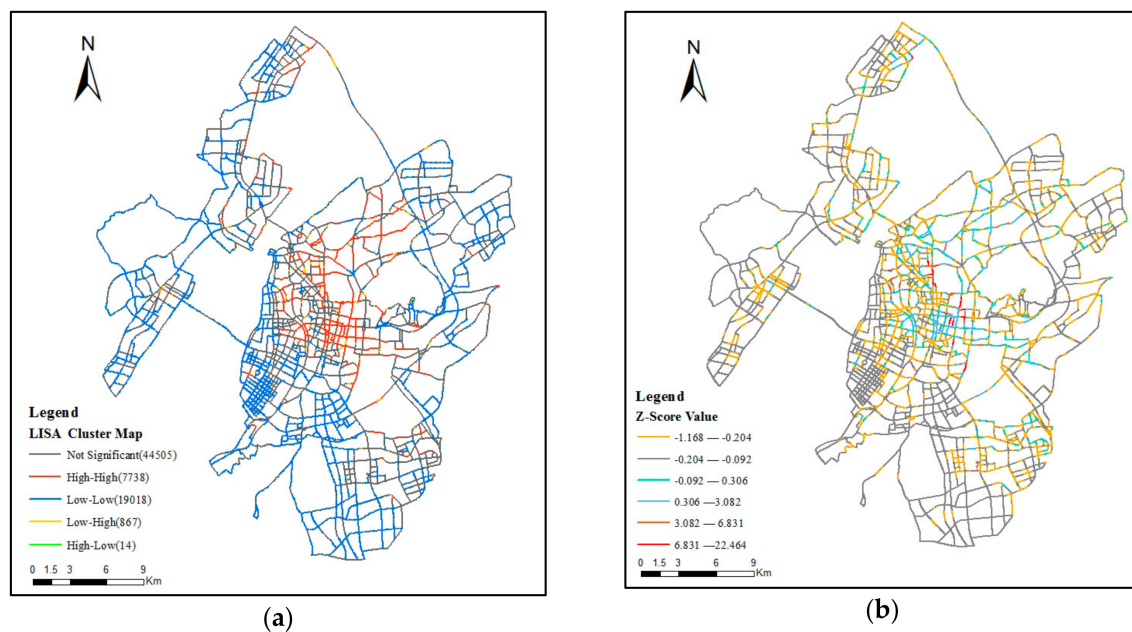 N
Legend
LISA Cluster Map
Not Significant(44505)
High-High(7738)
Low-Low(19018)
Low-High(867)
High-Low(14)
0 1.5 3 6 9
Km
(a)
N
Legend
Z-Score Value
-1.168 — -0.204
-0.204 — -0.092
-0.092 — 0.306
0.306 —3.082
3.082 — 6.831
6.831 —22.464
0 1.5 3 6 9
Km
(b)